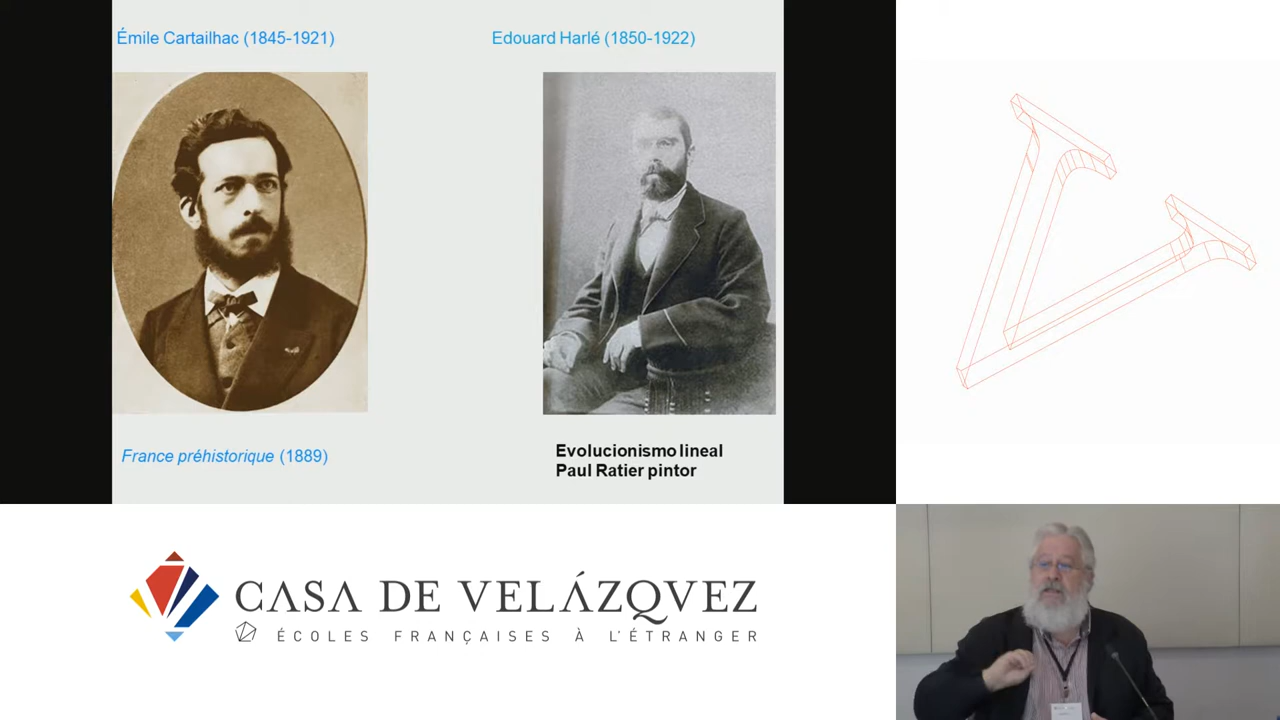 Émile Cartailhac (1845-1921)
Edouard Harlé (1850-1922)
France préhistorique (1889)
Evolucionismo lineal
Paul Ratier pintor
CASA DE VELÁZQVEZ
ÉCOLES FRANÇAISES À L'ÉTRANGER